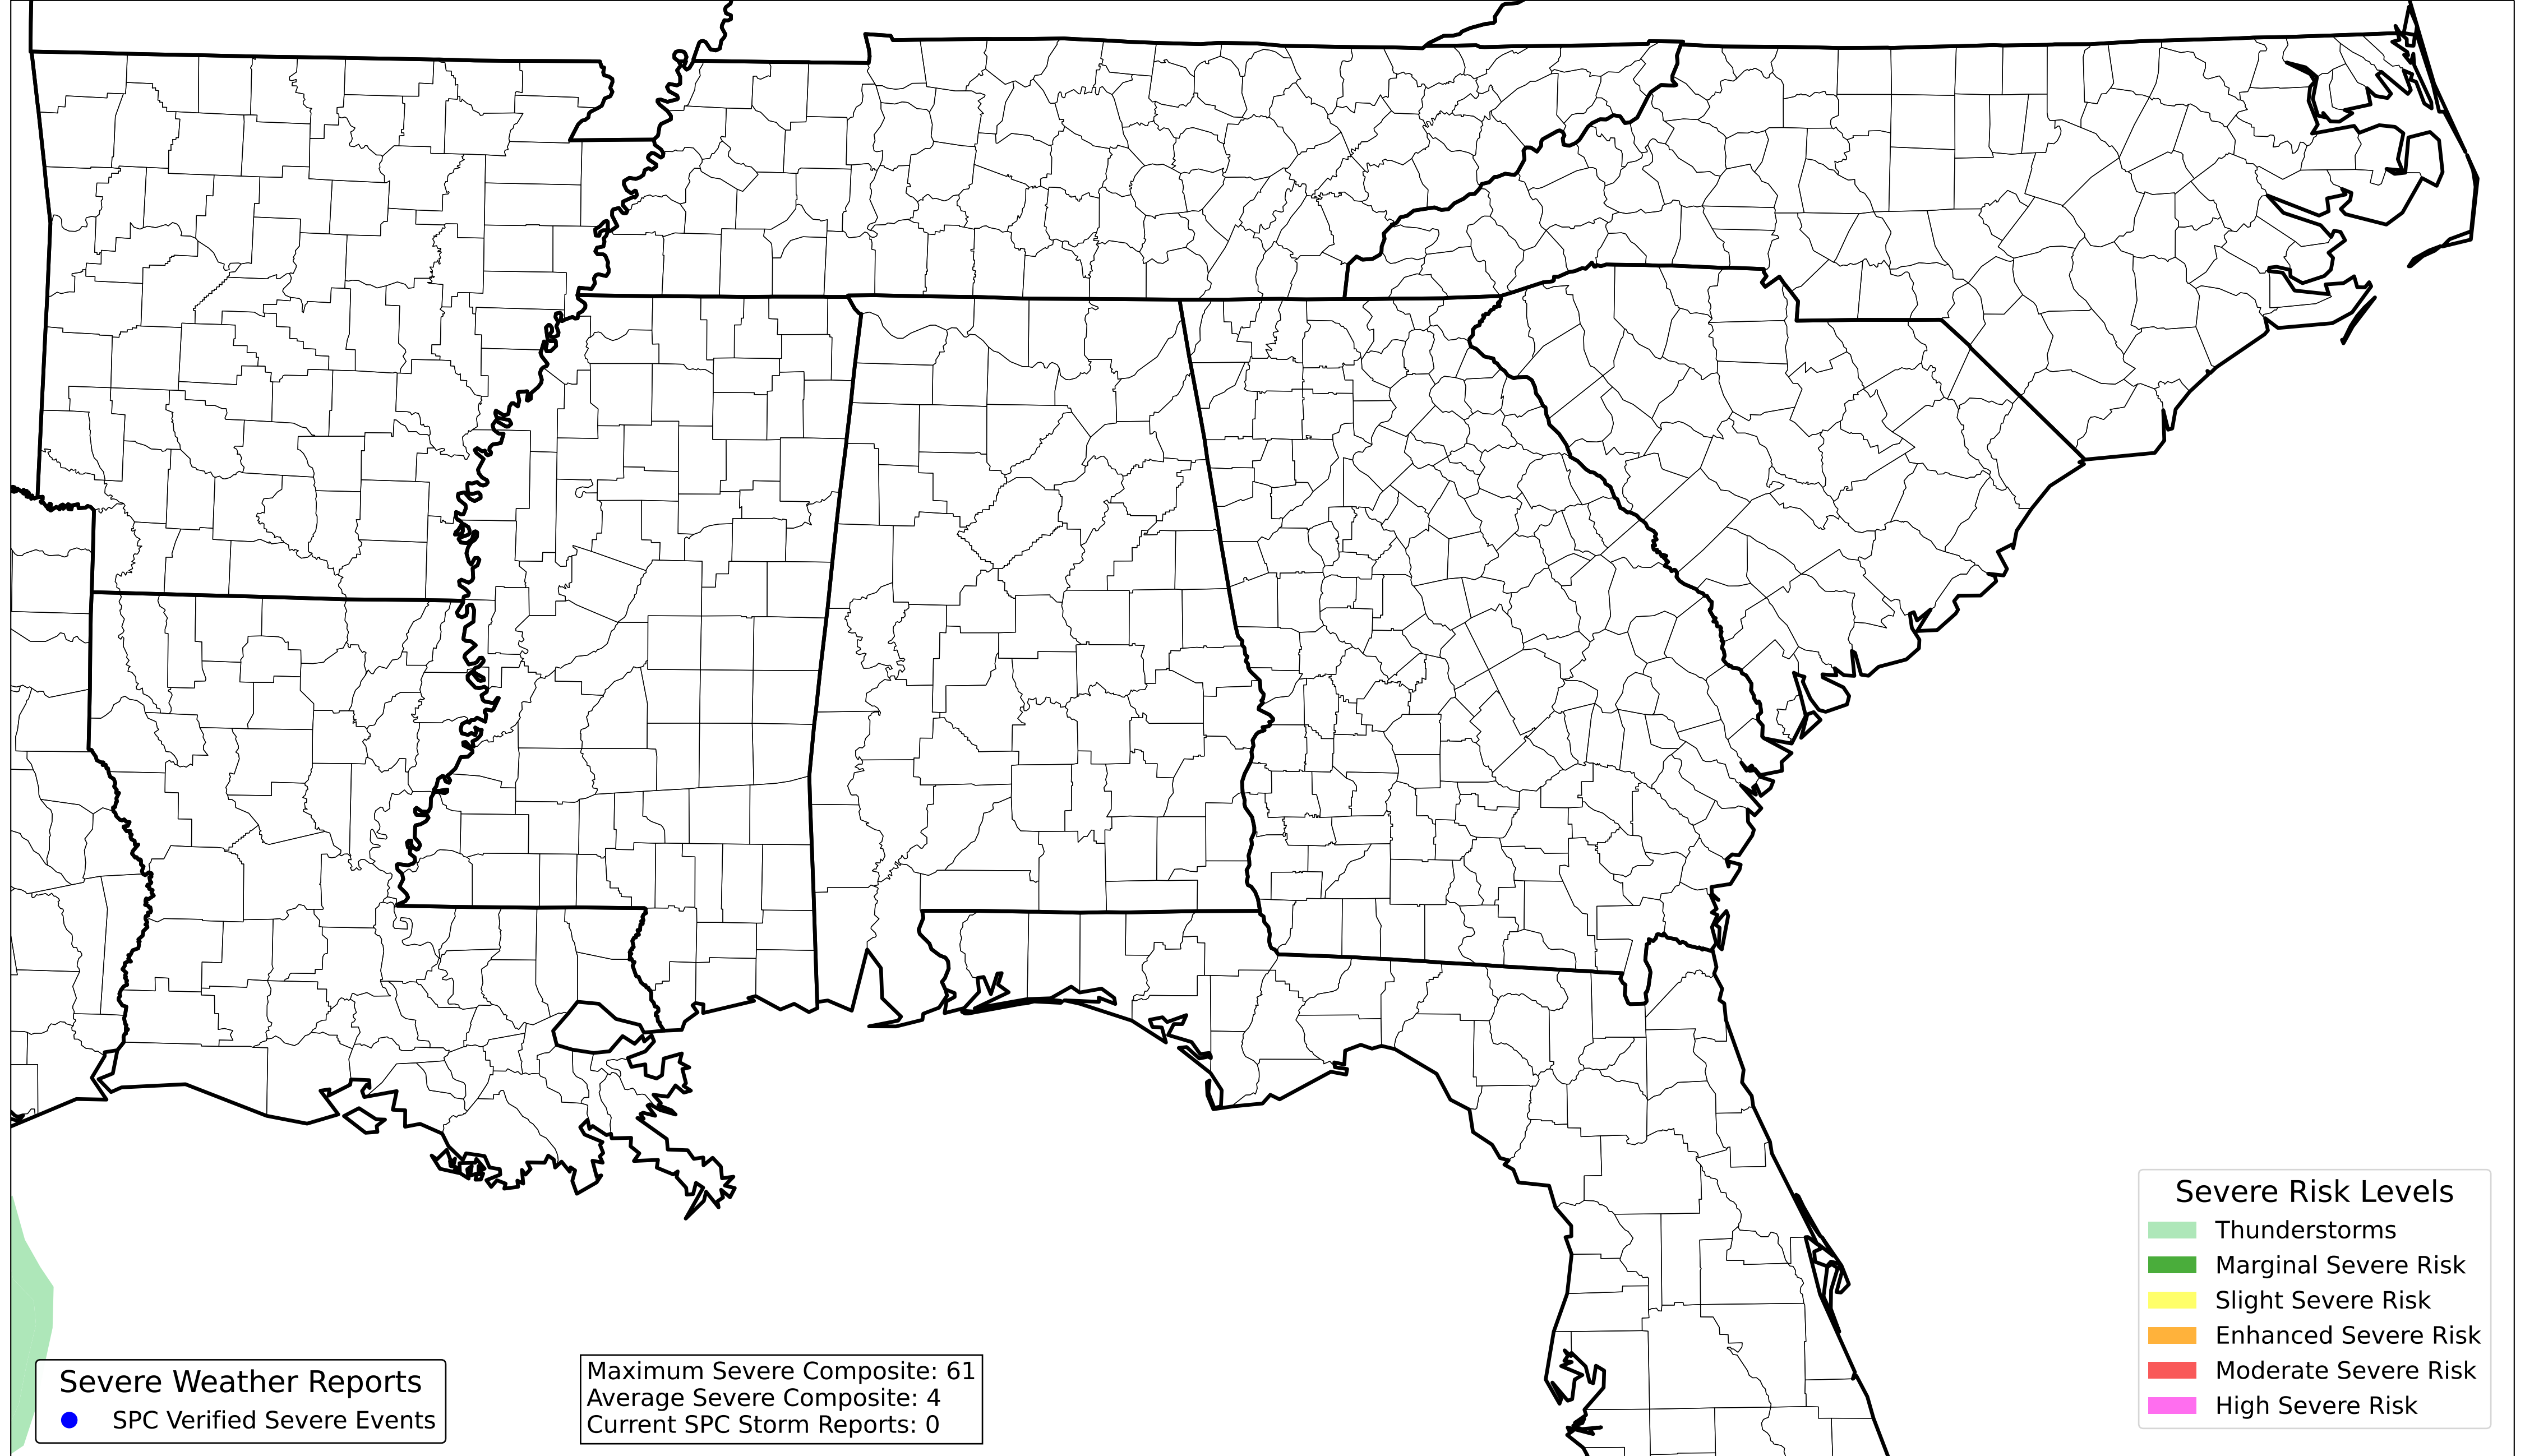 Severe Weather Reports
SPC Verified Severe Events
Maximum Severe Composite: 61
Average Severe Composite: 4
Current SPC Storm Reports: 0
Severe Risk Levels
Thunderstorms
Marginal Severe Risk
Slight Severe Risk
Enhanced Severe Risk
Moderate Severe Risk
High Severe Risk